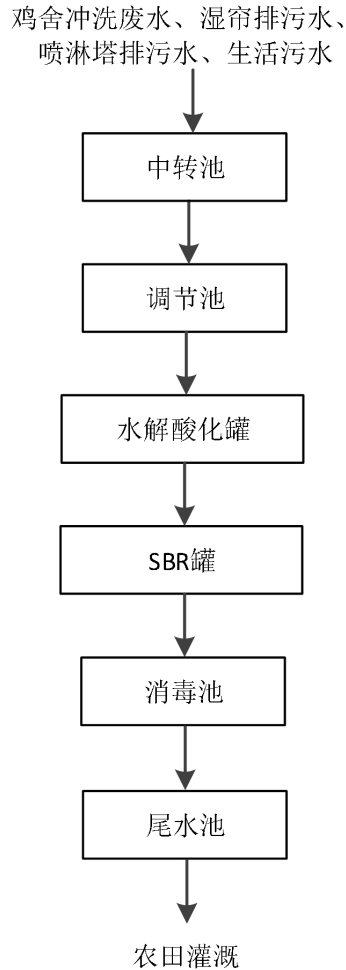 鸡舍冲洗废水、湿帘排污水、
喷淋塔排污水、生活污水
中转池
调节池
水解酸化罐
SBR罐
消毒池
尾水池
农田灌溉